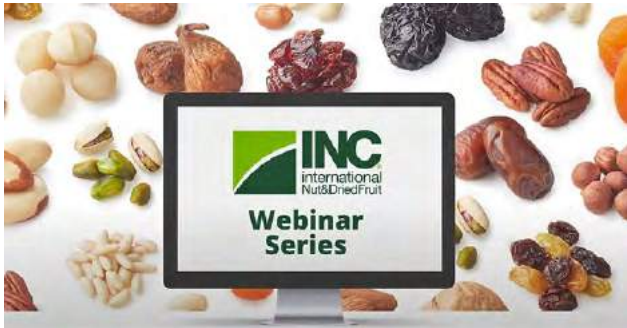 INC
international
Nut&DriedFruit
Webinar
Series